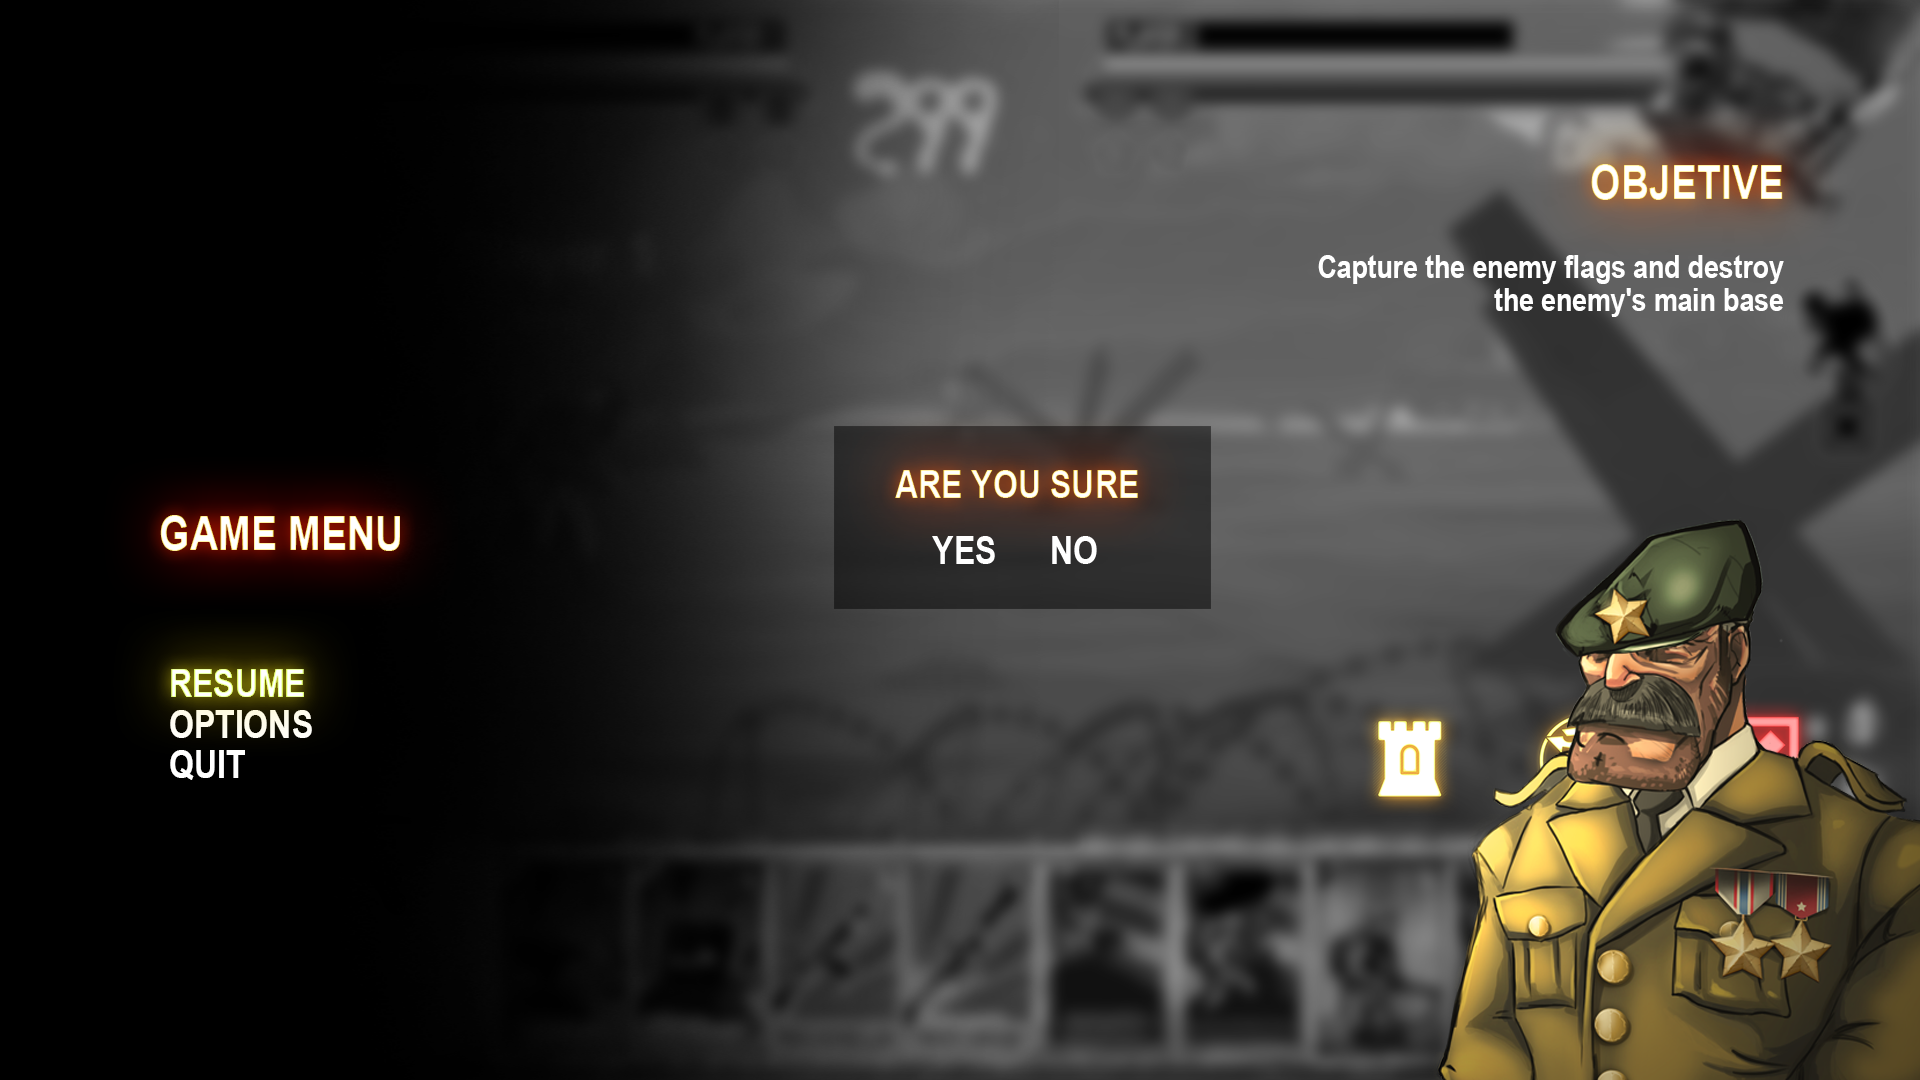 299
OBJETIVE
Capture the enemy flags and destroy
the enemy's main base
ARE YOU SURE
YES NO
GAME MENU
RESUME
OPTIONS
QUIT